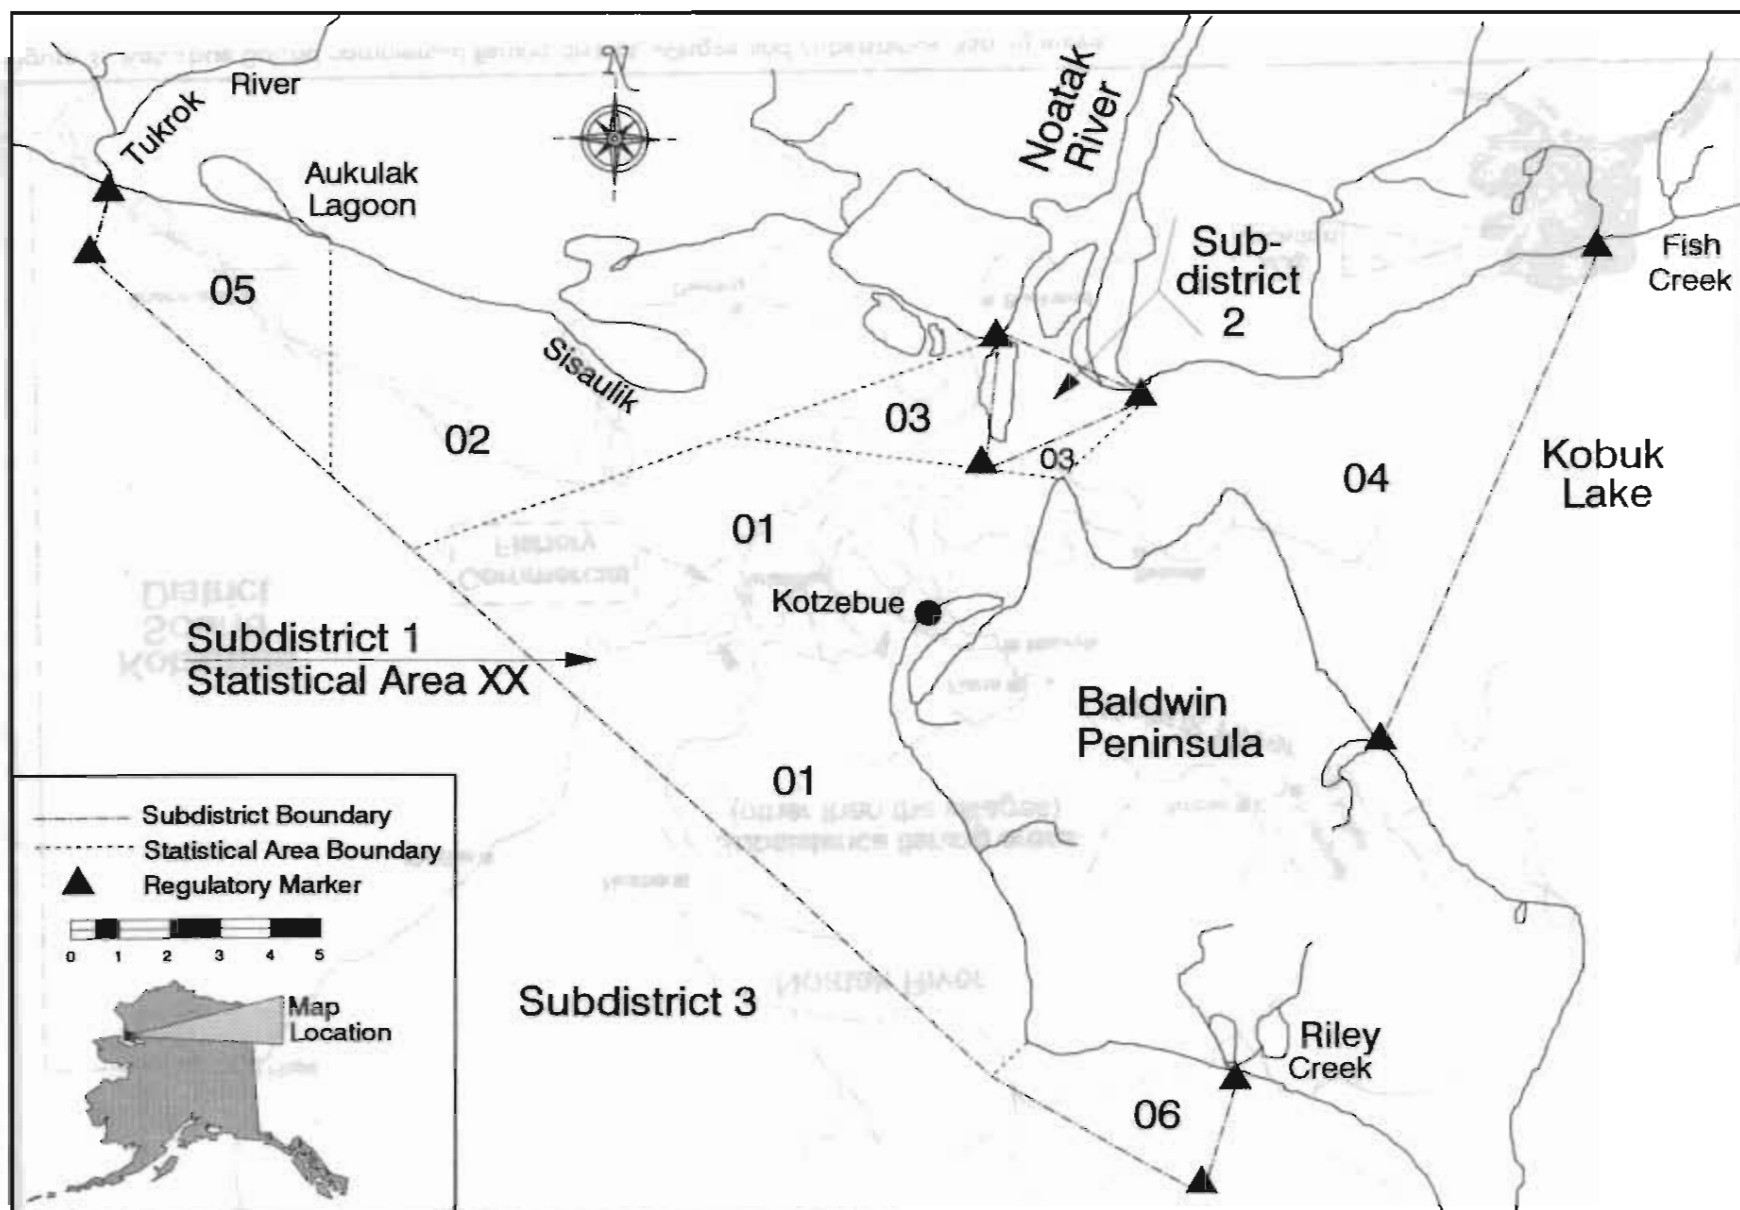 River
Tukrok
Aukulak
Lagoon
N
Noatak
River
Sub-
district
2
Fish
Creek
05
Sisaulik
02
03
03
04
Kobuk
Lake
01
Kotzebue
Subdistrict 1
Statistical Area XX
Baldwin
Peninsula
01
Subdistrict 3
Riley
Creek
06
Subdistrict Boundary
Statistical Area Boundary
Regulatory Marker
0 1 2 3 4 5
Map
Location